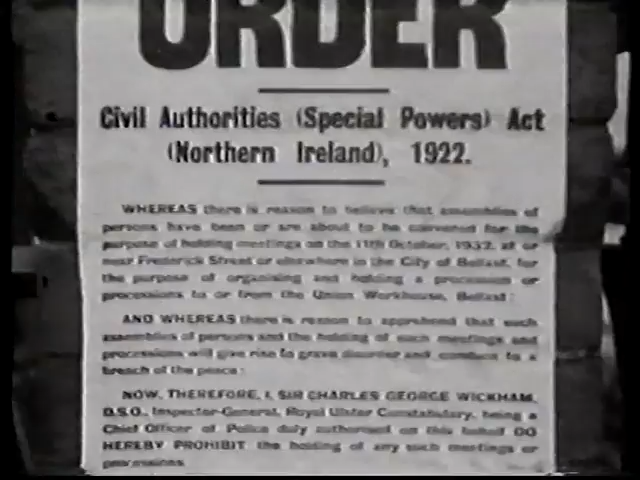 ORDER
Civil Authorities (Special Powers) Act
(Northern Ireland), 1922.
WHEREAS there is reason to believe that assemblies of
persons have been or are about to be convened for the
purpose of holding meetings on the 11th October, 1932, at or
near Frederick Street or elsewhere in the City of Belfast, for
the purpose of organising and holding a procession or
processions to or from the Union Workhouse, Belfast:
AND WHEREAS there is reason to apprehend that such
assemblies of persons and the holding of such meetings and
processions will give rise to grave disorder and conduce to a
breach of the peace:
NOW, THEREFORE, I, SIR CHARLES GEORGE WICKHAM,
D.S.O., Inspector-General, Royal Ulster Constabulary, being a
Chief Officer of Police duly authorised on this behalf DO
HEREBY PROHIBIT the holding of any such meetings or
processions